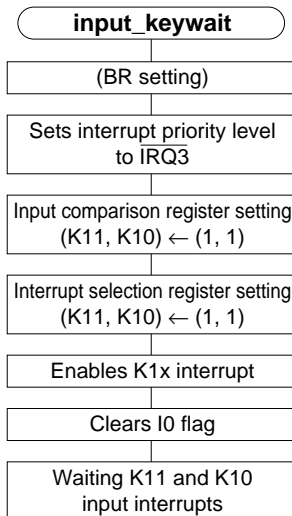 input_keywait
(BR setting)
Sets interrupt priority level
to I̅R̅Q̅3̅
Input comparison register setting
(K11, K10) ← (1, 1)
Interrupt selection register setting
(K11, K10) ← (1, 1)
Enables K1x interrupt
Clears I0 flag
Waiting K11 and K10
input interrupts